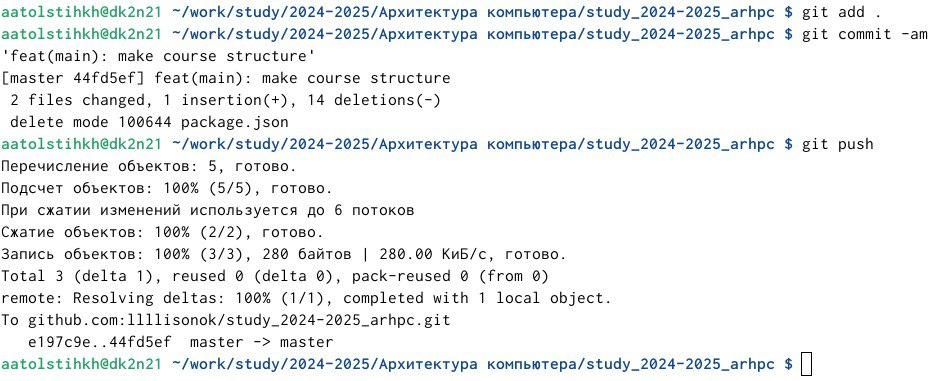 aatolstihkh@dk2n21 ~/work/study/2024-2025/Архитектура компьютера/study_2024-2025_arhpc $ git add .
aatolstihkh@dk2n21 ~/work/study/2024-2025/Архитектура компьютера/study_2024-2025_arhpc $ git commit -am
'feat(main): make course structure'
[master 44fd5ef] feat(main): make course structure
 2 files changed, 1 insertion(+), 14 deletions(-)
 delete mode 100644 package.json
aatolstihkh@dk2n21 ~/work/study/2024-2025/Архитектура компьютера/study_2024-2025_arhpc $ git push
Перечисление объектов: 5, готово.
Подсчет объектов: 100% (5/5), готово.
При сжатии изменений используется до 6 потоков
Сжатие объектов: 100% (2/2), готово.
Запись объектов: 100% (3/3), 280 байтов | 280.00 КиБ/с, готово.
Total 3 (delta 1), reused 0 (delta 0), pack-reused 0 (from 0)
remote: Resolving deltas: 100% (1/1), completed with 1 local object.
To github.com:llllisonok/study_2024-2025_arhpc.git
   e197c9e..44fd5ef  master -> master
aatolstihkh@dk2n21 ~/work/study/2024-2025/Архитектура компьютера/study_2024-2025_arhpc $